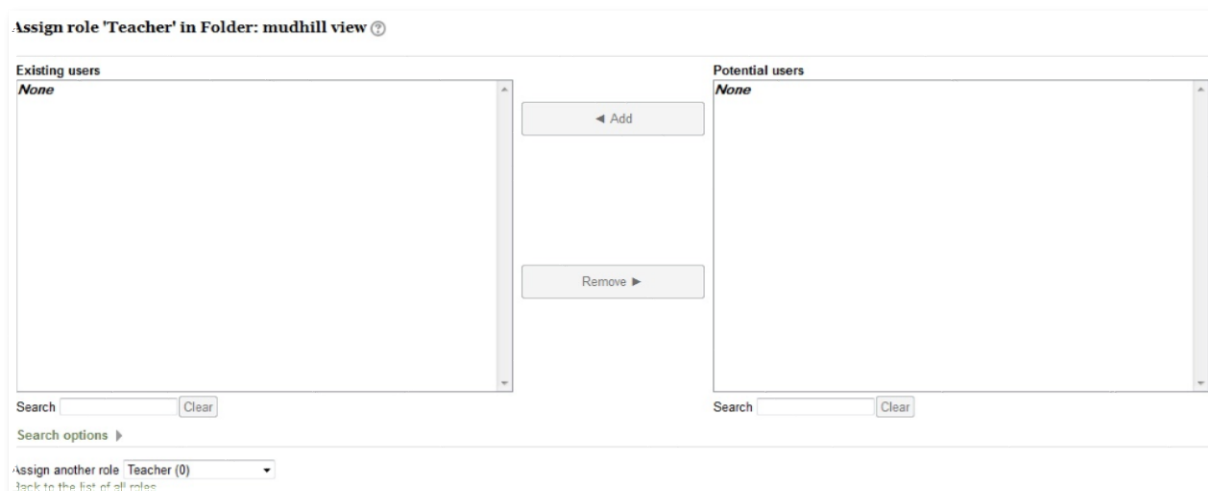 Assign role 'Teacher' in Folder: mudhill view ?
Existing users
None
◄ Add
Remove ►
Search
Clear
Search options ►
Potential users
None
Search
Clear
Assign another role Teacher (0)
Back to the list of all roles